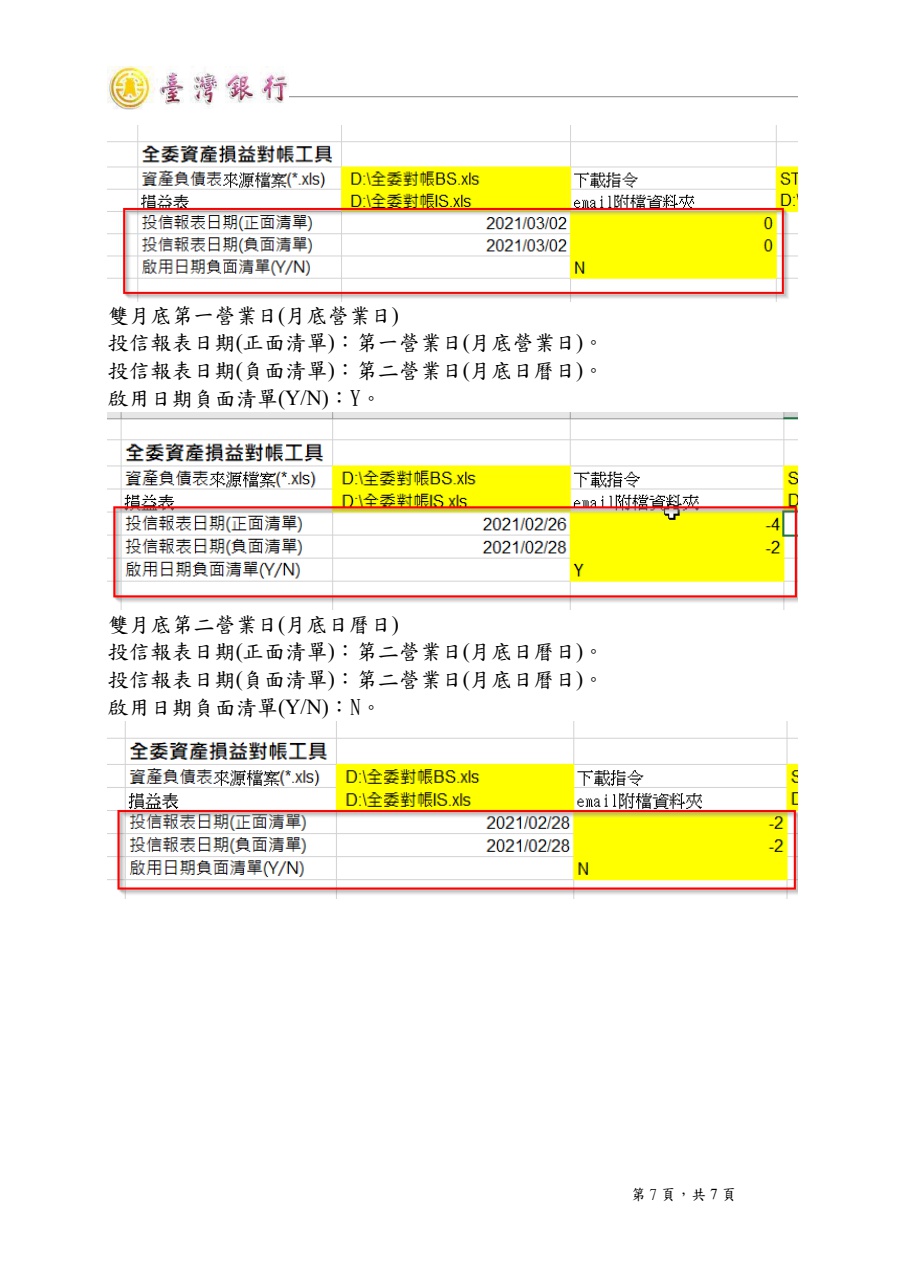 臺灣銀行
全委資產損益對帳工具
資產負債表來源檔案(*.xls) D:\全委對帳BS.xls 下載指令 ST
損益表 D:\全委對帳IS.xls email附檔資料夾 D:\
投信報表日期(正面清單) 2021/03/02 0
投信報表日期(負面清單) 2021/03/02 0
啟用日期負面清單(Y/N) N
雙月底第一營業日(月底營業日)
投信報表日期(正面清單)：第一營業日(月底營業日)。
投信報表日期(負面清單)：第二營業日(月底日曆日)。
啟用日期負面清單(Y/N)：Y。
全委資產損益對帳工具
資產負債表來源檔案(*.xls) D:\全委對帳BS.xls 下載指令 S
損益表 D:\全委對帳IS.xls email附檔資料夾 D
投信報表日期(正面清單) 2021/02/26 -4
投信報表日期(負面清單) 2021/02/28 -2
啟用日期負面清單(Y/N) Y
雙月底第二營業日(月底日曆日)
投信報表日期(正面清單)：第二營業日(月底日曆日)。
投信報表日期(負面清單)：第二營業日(月底日曆日)。
啟用日期負面清單(Y/N)：N。
全委資產損益對帳工具
資產負債表來源檔案(*.xls) D:\全委對帳BS.xls 下載指令 S
損益表 D:\全委對帳IS.xls email附檔資料夾 D
投信報表日期(正面清單) 2021/02/28 -2
投信報表日期(負面清單) 2021/02/28 -2
啟用日期負面清單(Y/N) N
第 7 頁，共 7 頁